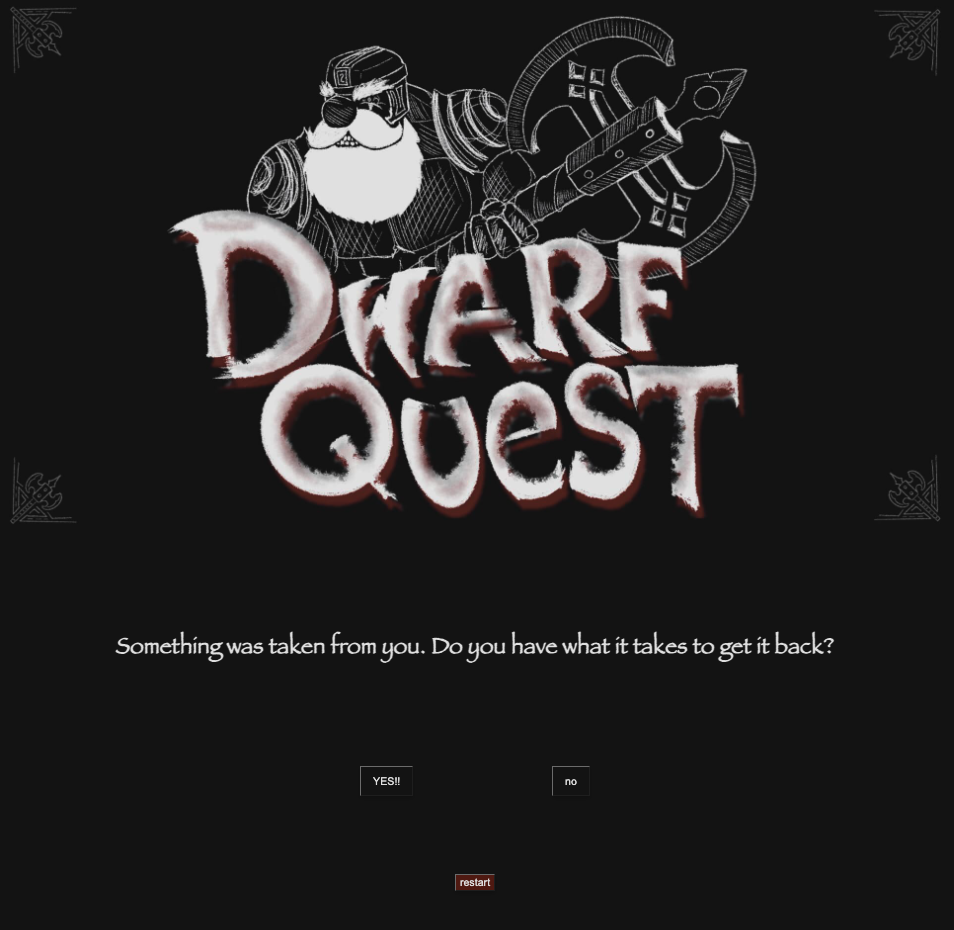 DWARF
QUeST
Something was taken from you. Do you have what it takes to get it back?
YES!!
no
restart